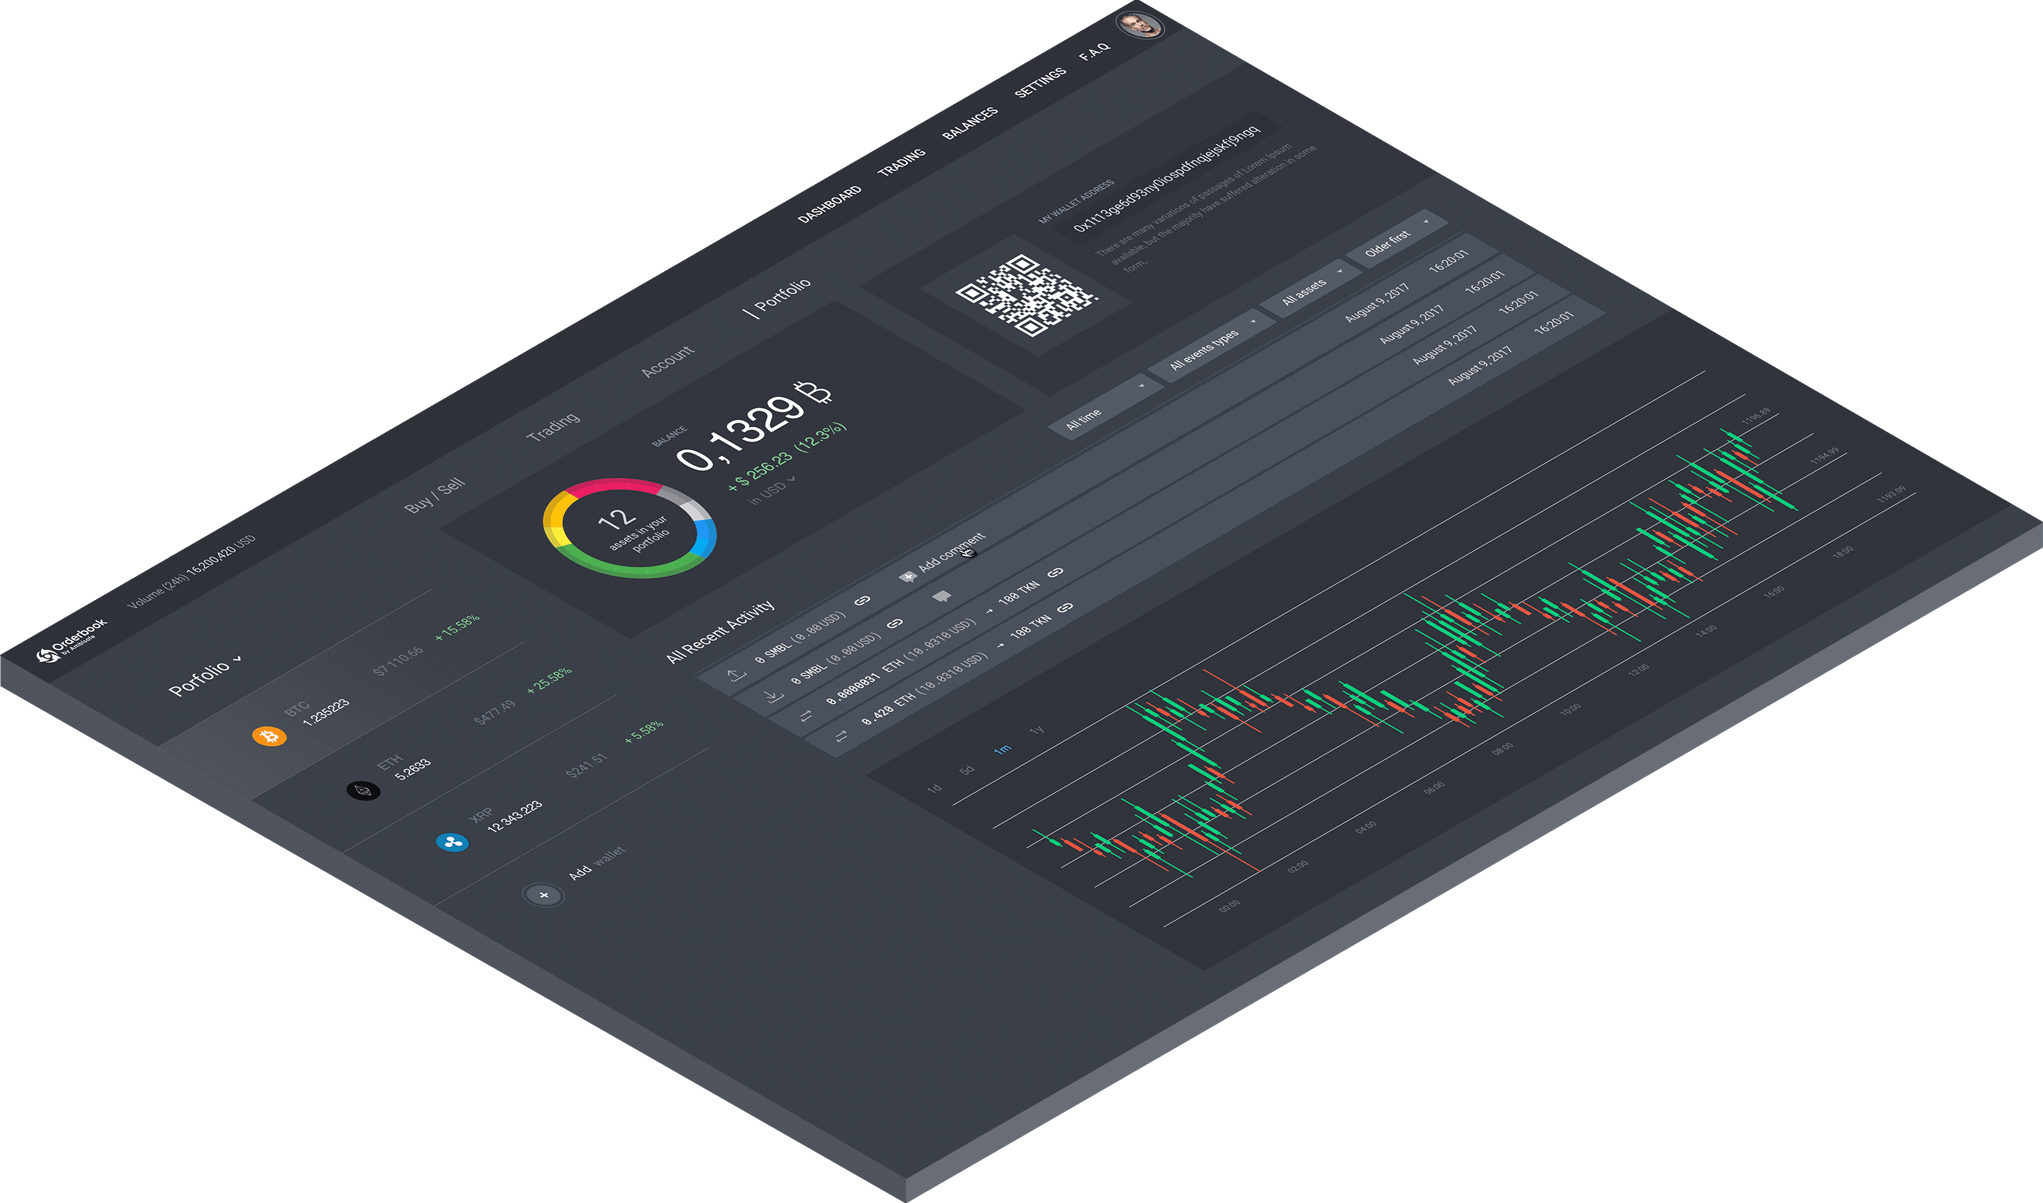 Orderbook
by Ambisafe
Volume (24h) 16,200,420 USD
DASHBOARD
TRADING
BALANCES
SETTINGS
F.A.Q
Porfolio
BTC
1.235223
$7 110.66
+ 15.58%
ETH
5.2633
$477.49
+ 25.58%
XRP
12 343.223
$241.51
+ 5.58%
+
Add wallet
Buy / Sell
Trading
Account
| Portfolio
12
assets in your
portfolio
BALANCE
0,1329 ₿
+ $ 256.23 (12.3%)
in USD
MY WALLET ADDRESS
0x1t13ge6d93ny0iospdfnqjejskfj9ngq
There are many variations of passages of Lorem Ipsum
available, but the majority have suffered alteration in some
form,
All Recent Activity
All time
All events types
All assets
Older first
0 SMBL (0.00 USD)
Add comment
August 9, 2017
16:20:01
0 SMBL (0.00 USD)
August 9, 2017
16:20:01
0.0000031 ETH (10.0310 USD) → 100 TKN
August 9, 2017
16:20:01
0.420 ETH (10.0310 USD) → 100 TKN
August 9, 2017
16:20:01
1d
5d
1m
1y
1196.89
1194.99
1193.09
00:00
02:00
04:00
06:00
08:00
10:00
12:00
14:00
16:00
18:00